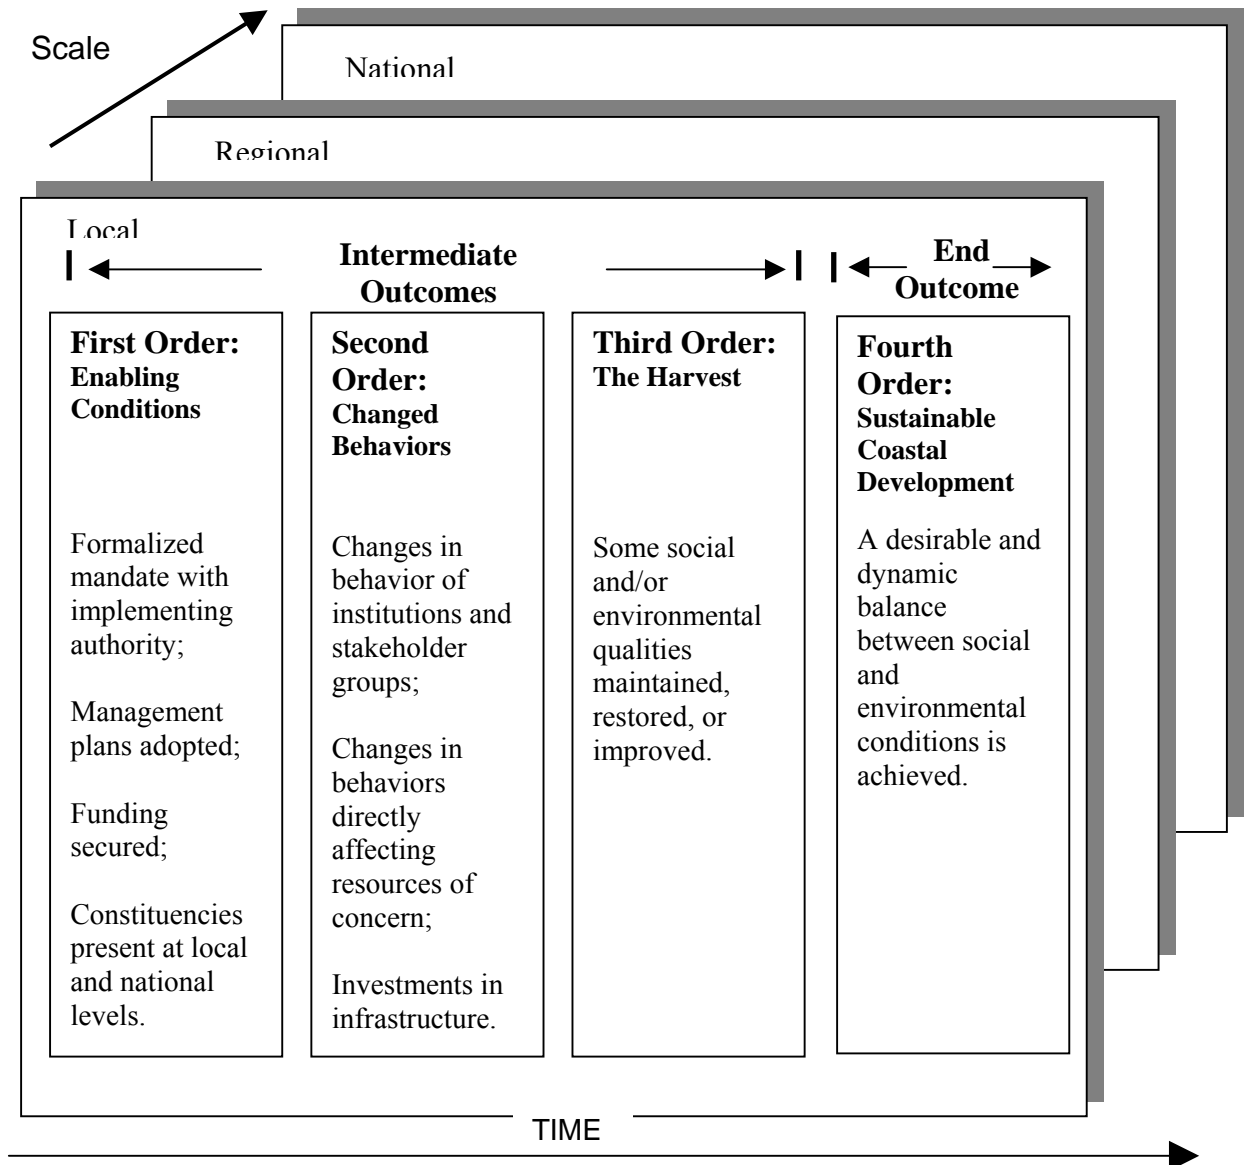 Scale
National
Regional
Local
Intermediate
Outcomes
End
Outcome
First Order:
Enabling
Conditions
Formalized
mandate with
implementing
authority;
Management
plans adopted;
Funding
secured;
Constituencies
present at local
and national
levels.
Second
Order:
Changed
Behaviors
Changes in
behavior of
institutions and
stakeholder
groups;
Changes in
behaviors
directly
affecting
resources of
concern;
Investments in
infrastructure.
Third Order:
The Harvest
Some social
and/or
environmental
qualities
maintained,
restored, or
improved.
Fourth
Order:
Sustainable
Coastal
Development
A desirable and
dynamic
balance
between social
and
environmental
conditions is
achieved.
TIME